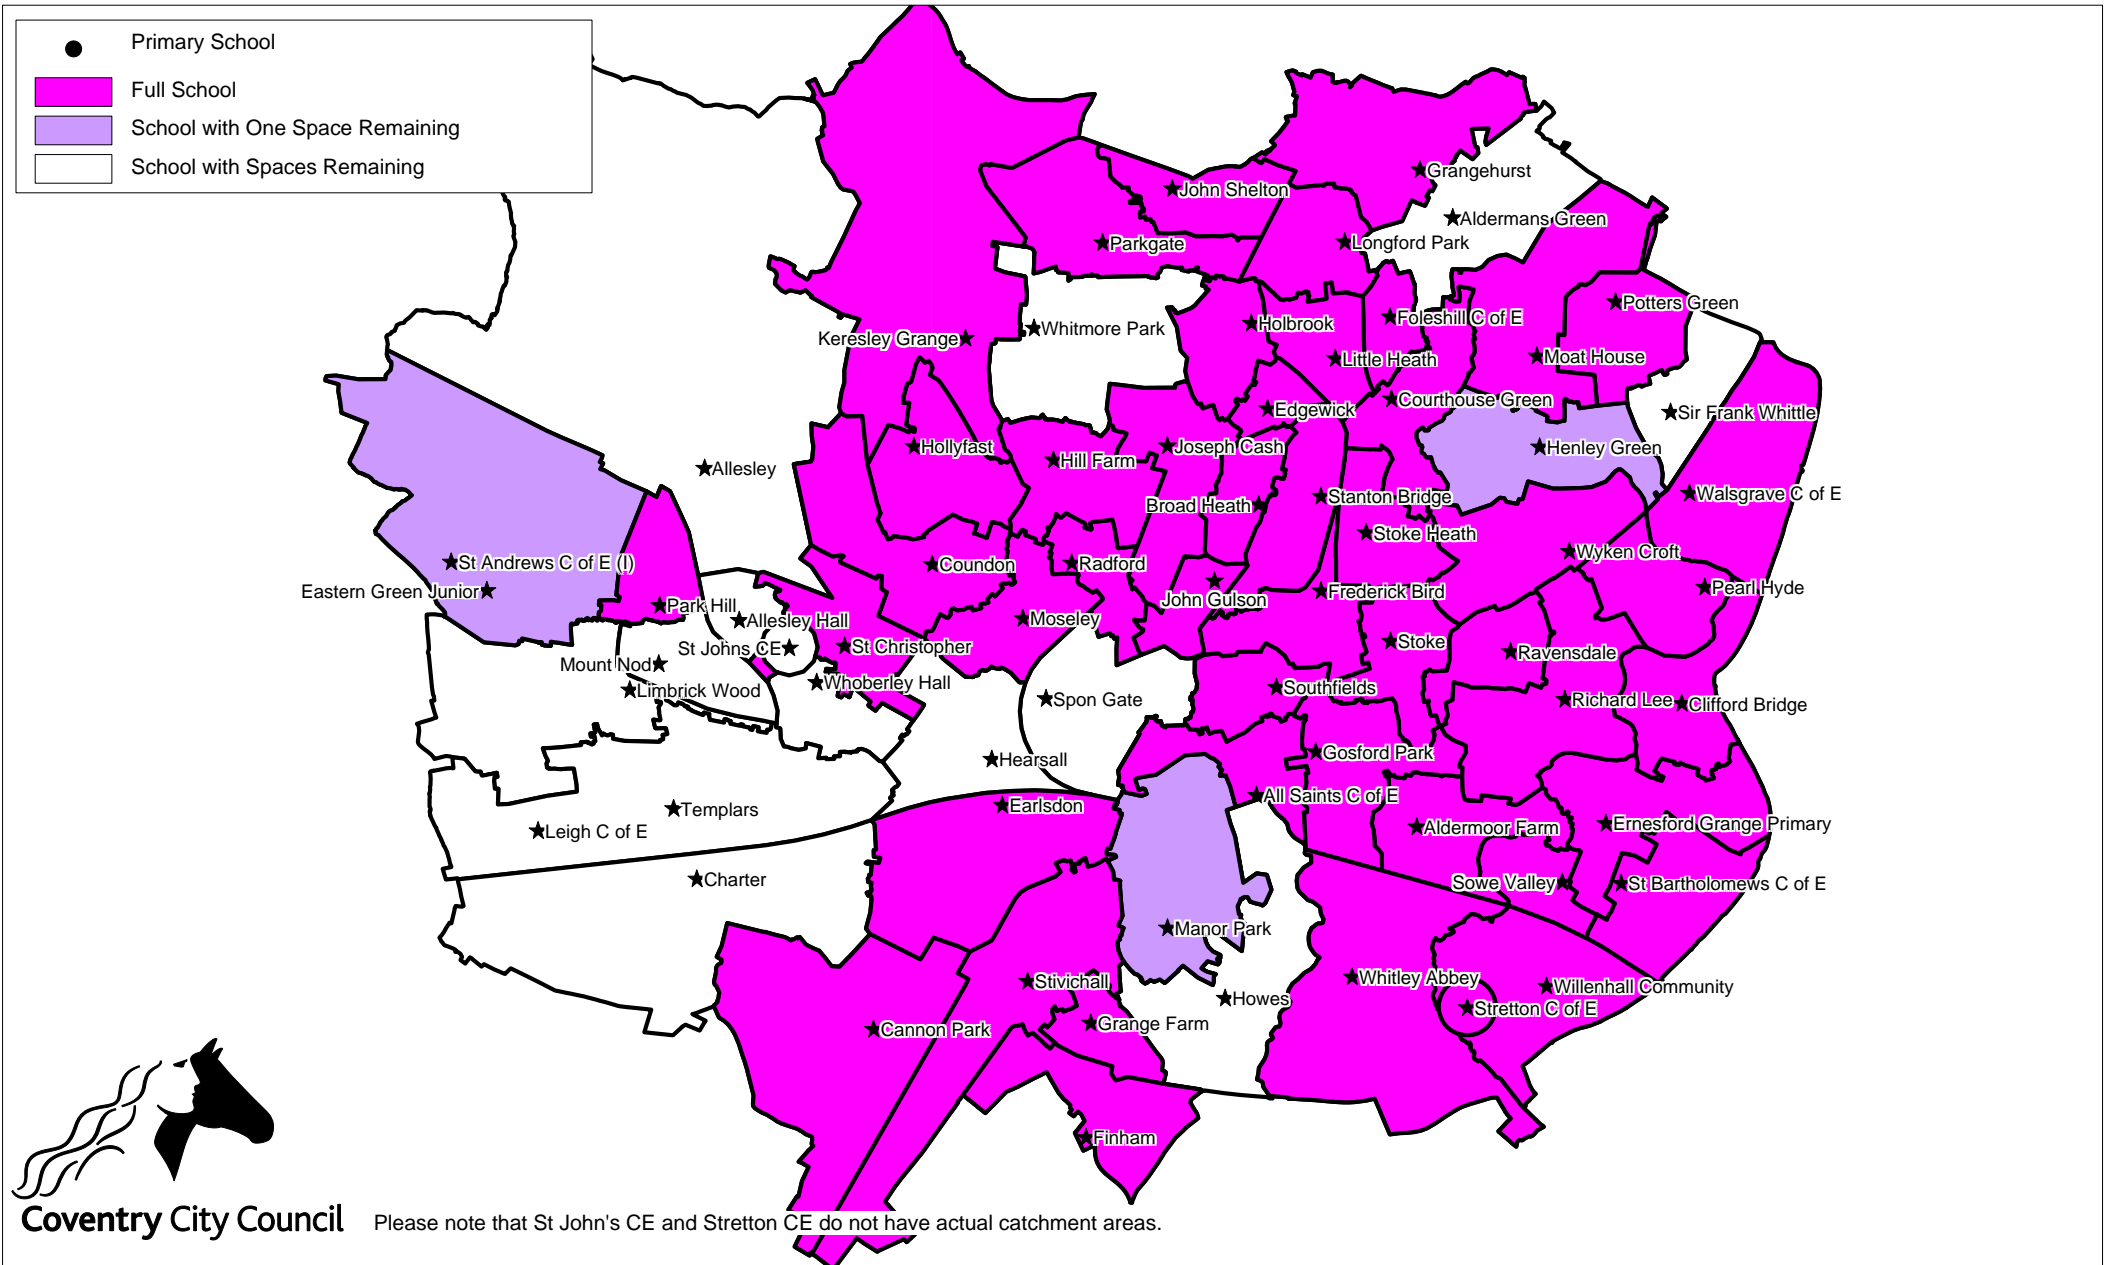 Primary School
Full School
School with One Space Remaining
School with Spaces Remaining
Grangehurst
John Shelton
Aldermans Green
Parkgate
Longford Park
Potters Green
Foleshill C of E
Holbrook
Whitmore Park
Keresley Grange
Little Heath
Moat House
Courthouse Green
Edgewick
Sir Frank Whittle
Hollyfast
Joseph Cash
Henley Green
Hill Farm
Allesley
Walsgrave C of E
Stanton Bridge
Broad Heath
Stoke Heath
Wyken Croft
St Andrews C of E (I)
Coundon
Radford
Pearl Hyde
Eastern Green Junior
Frederick Bird
John Gulson
Park Hill
Allesley Hall
Moseley
Stoke
St Johns CE
St Christopher
Ravensdale
Mount Nod
Whoberley Hall
Southfields
Limbrick Wood
Spon Gate
Richard Lee
Clifford Bridge
Gosford Park
Hearsall
All Saints C of E
Earlsdon
Templars
Ernesford Grange Primary
Aldermoor Farm
Leigh C of E
Charter
Sowe Valley
St Bartholomews C of E
Manor Park
Whitley Abbey
Stivichall
Willenhall Community
Howes
Stretton C of E
Grange Farm
Cannon Park
Finham
Coventry City Council
Please note that St John's CE and Stretton CE do not have actual catchment areas.